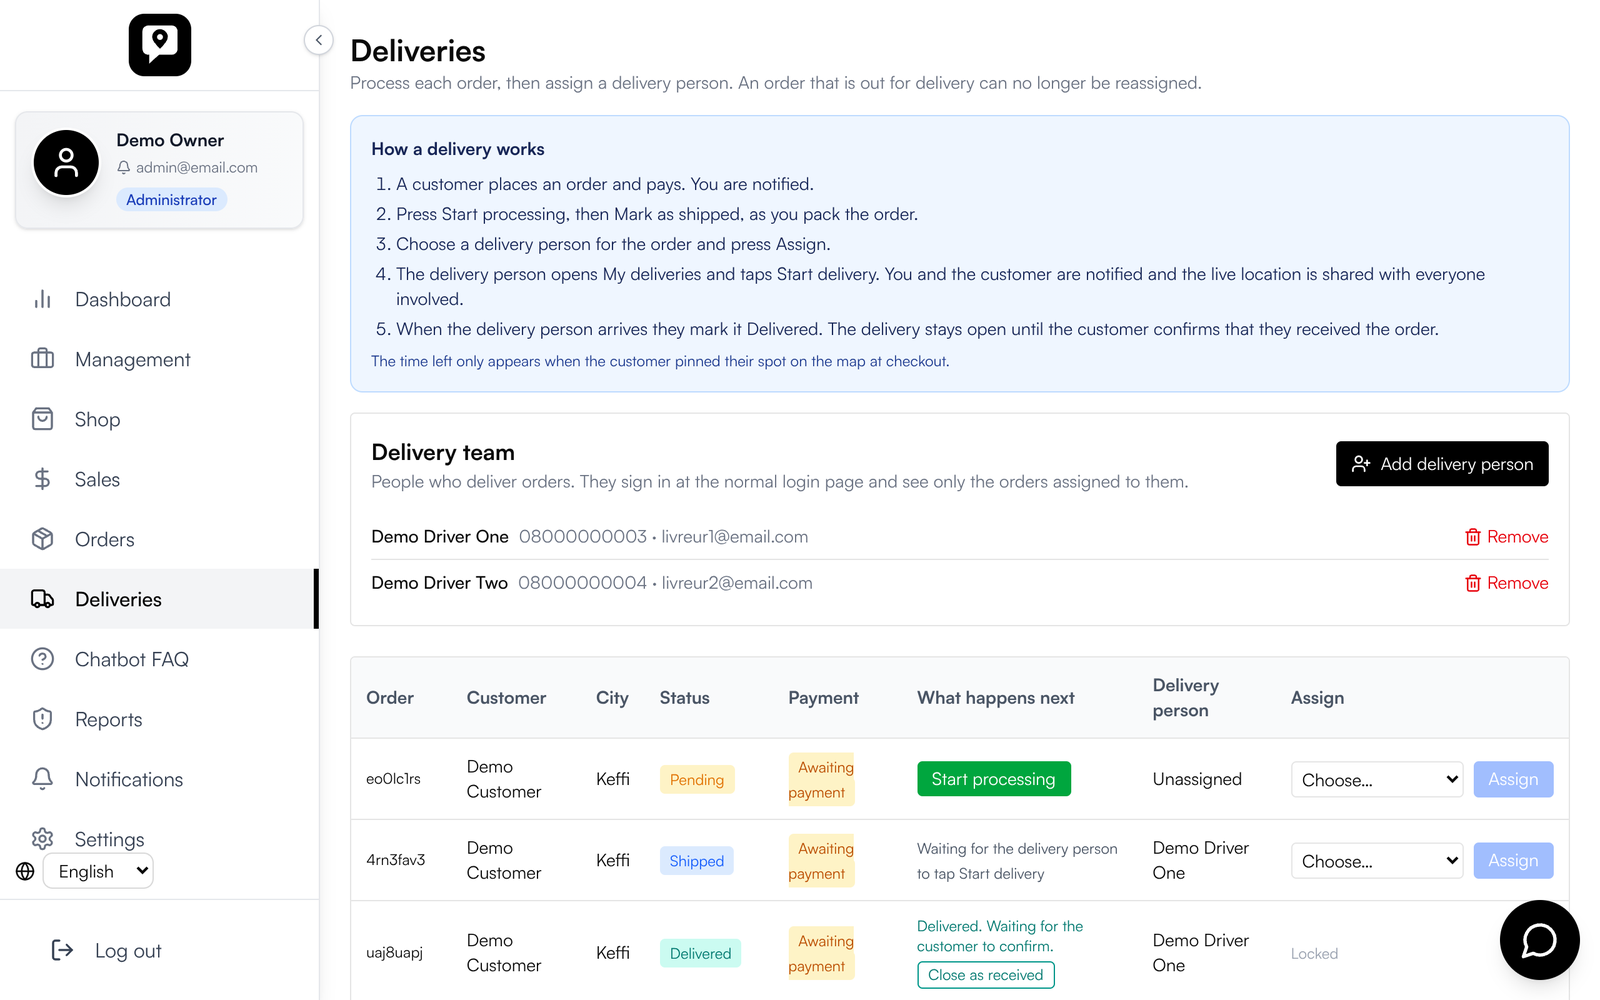 Demo Owner
admin@email.com
Administrator
Dashboard
Management
Shop
Sales
Orders
Deliveries
Chatbot FAQ
Reports
Notifications
Settings
English
Log out
Deliveries
Process each order, then assign a delivery person. An order that is out for delivery can no longer be reassigned.
How a delivery works
1. A customer places an order and pays. You are notified.
2. Press Start processing, then Mark as shipped, as you pack the order.
3. Choose a delivery person for the order and press Assign.
4. The delivery person opens My deliveries and taps Start delivery. You and the customer are notified and the live location is shared with everyone
involved.
5. When the delivery person arrives they mark it Delivered. The delivery stays open until the customer confirms that they received the order.
The time left only appears when the customer pinned their spot on the map at checkout.
Delivery team
People who deliver orders. They sign in at the normal login page and see only the orders assigned to them.
Add delivery person
Demo Driver One 08000000003 · livreur1@email.com Remove
Demo Driver Two 08000000004 · livreur2@email.com Remove
Order Customer City Status Payment What happens next Delivery person Assign
eo0lc1rs Demo Customer Keffi Pending Awaiting payment Start processing Unassigned Choose... Assign
4rn3fav3 Demo Customer Keffi Shipped Awaiting payment Waiting for the delivery person to tap Start delivery Demo Driver One Choose... Assign
uaj8uapj Demo Customer Keffi Delivered Awaiting payment Delivered. Waiting for the customer to confirm. Close as received Demo Driver One Locked